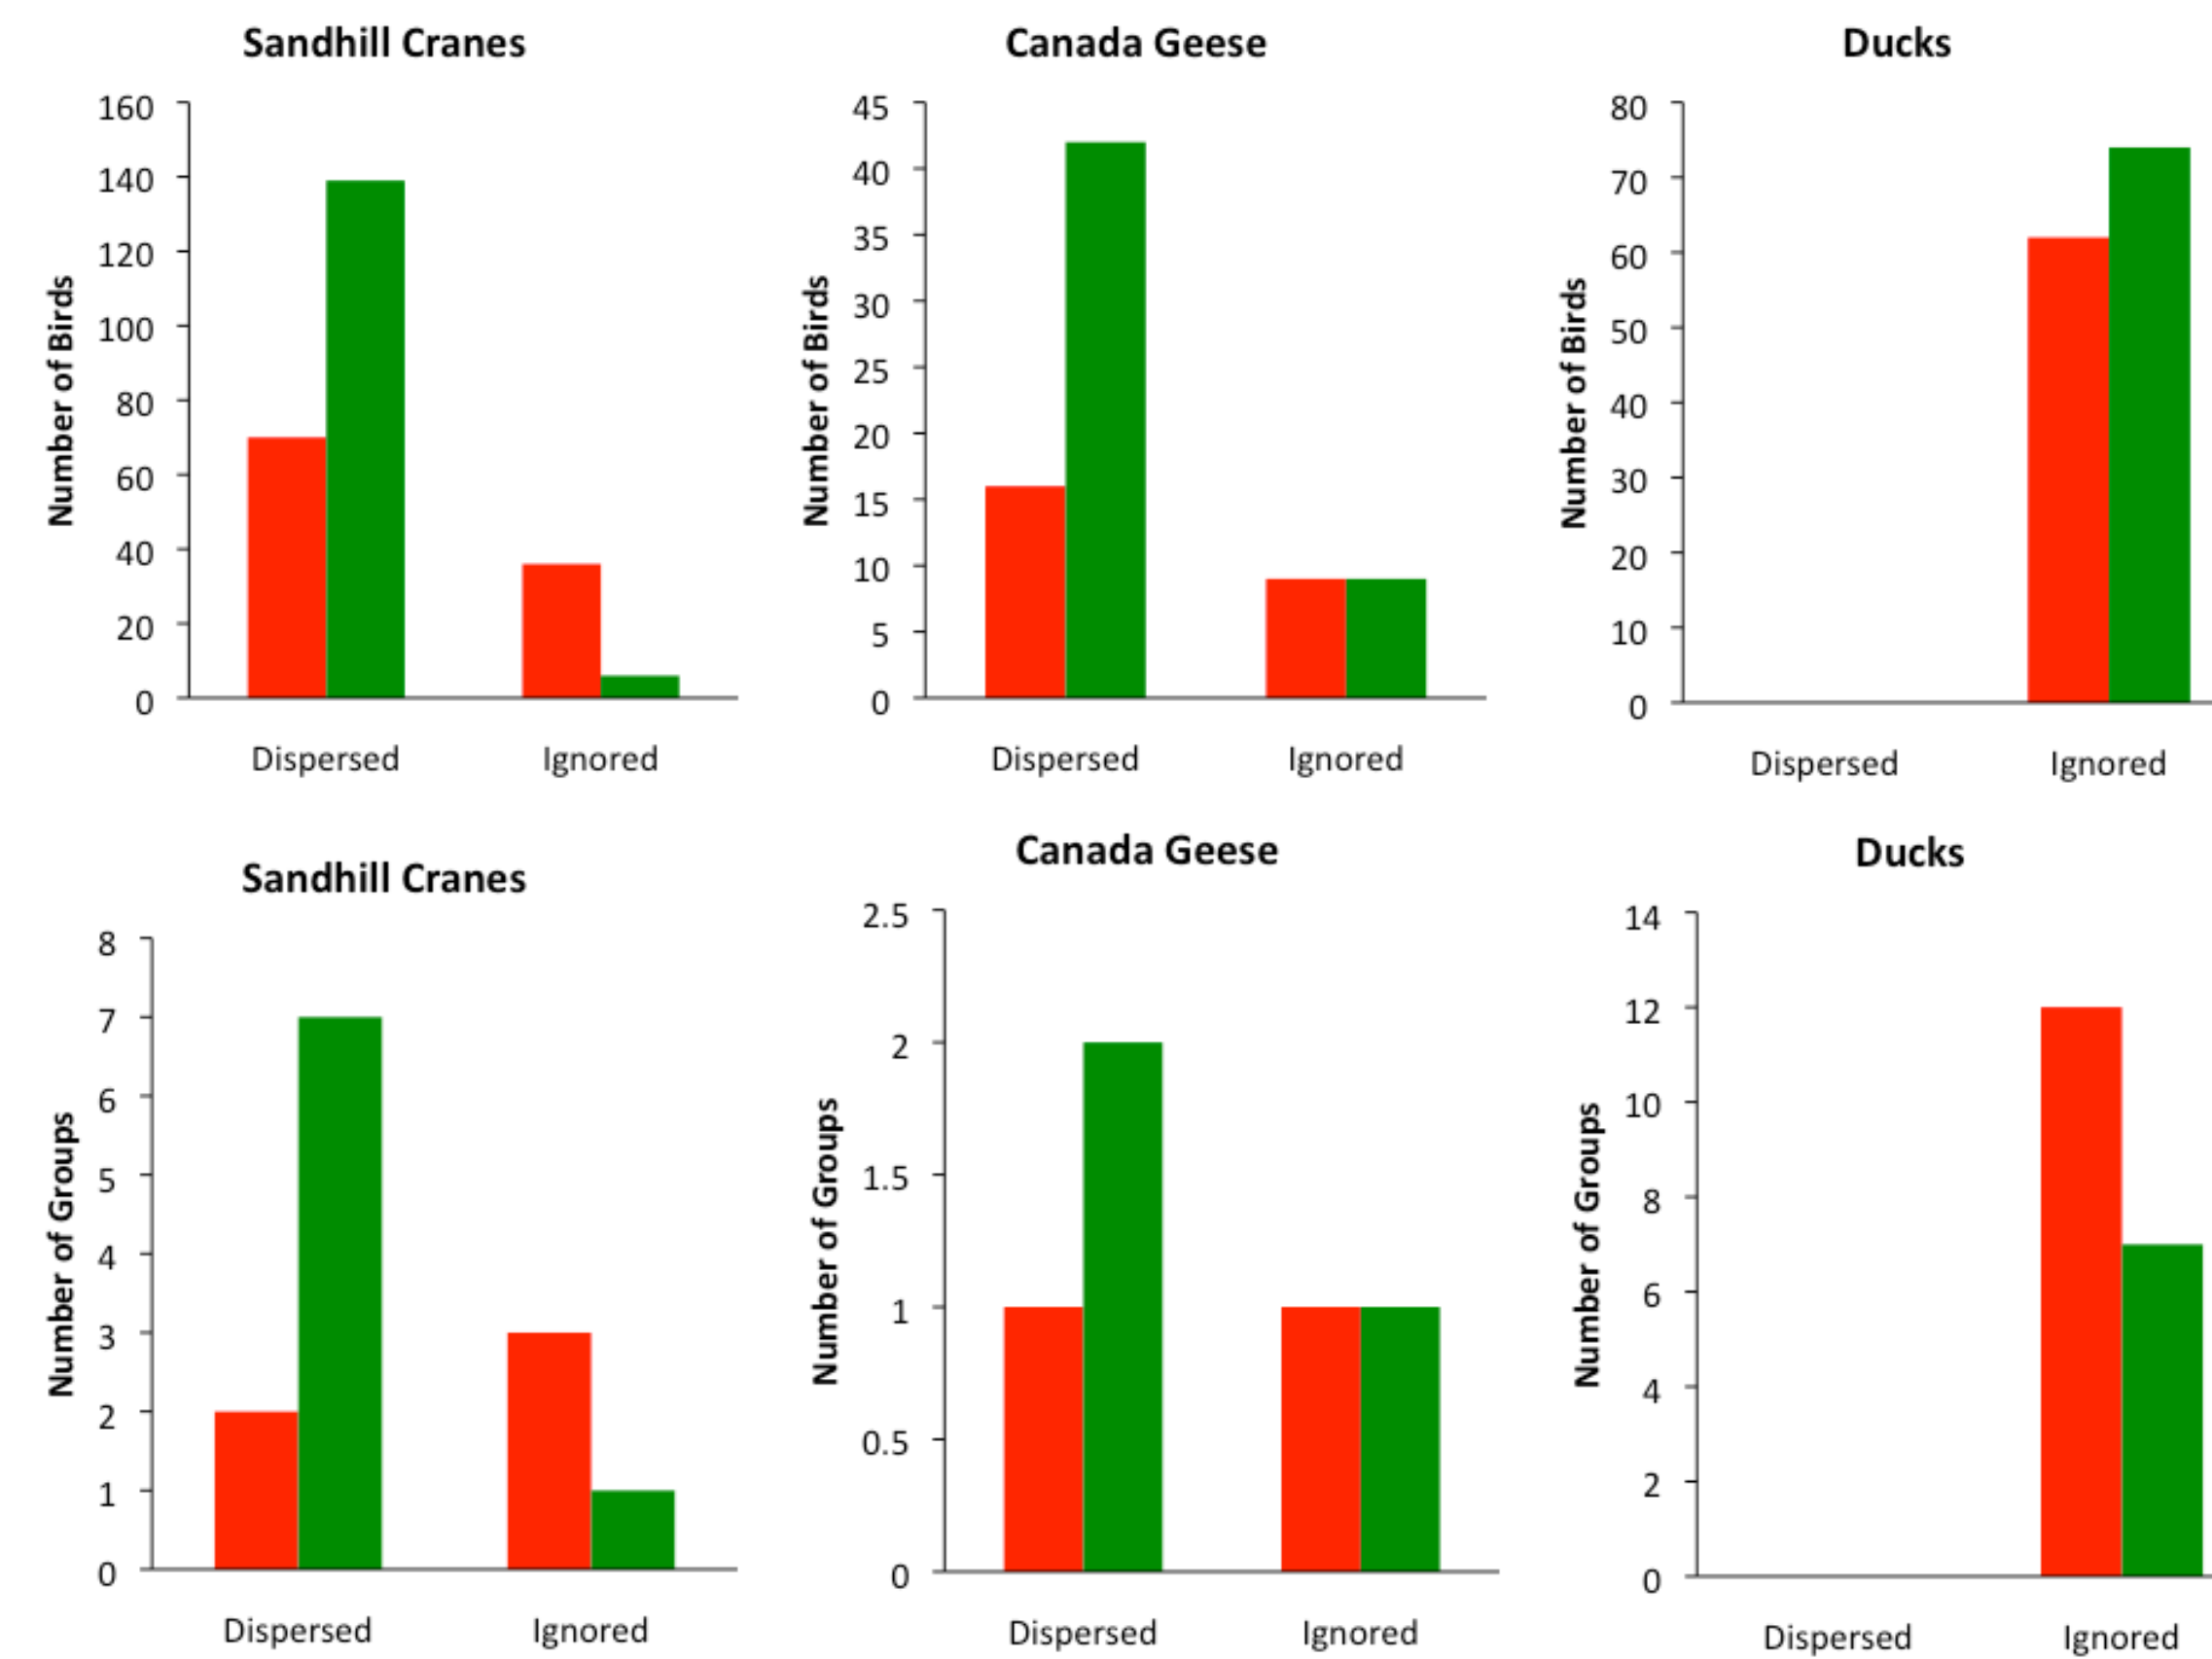 Sandhill Cranes
160
140
120
100
80
60
40
20
0
Number of Birds
Dispersed Ignored
Canada Geese
45
40
35
30
25
20
15
10
5
0
Number of Birds
Dispersed Ignored
Ducks
80
70
60
50
40
30
20
10
0
Number of Birds
Dispersed Ignored
Sandhill Cranes
8
7
6
5
4
3
2
1
0
Number of Groups
Dispersed Ignored
Canada Geese
2.5
2
1.5
1
0.5
0
Number of Groups
Dispersed Ignored
Ducks
14
12
10
8
6
4
2
0
Number of Groups
Dispersed Ignored